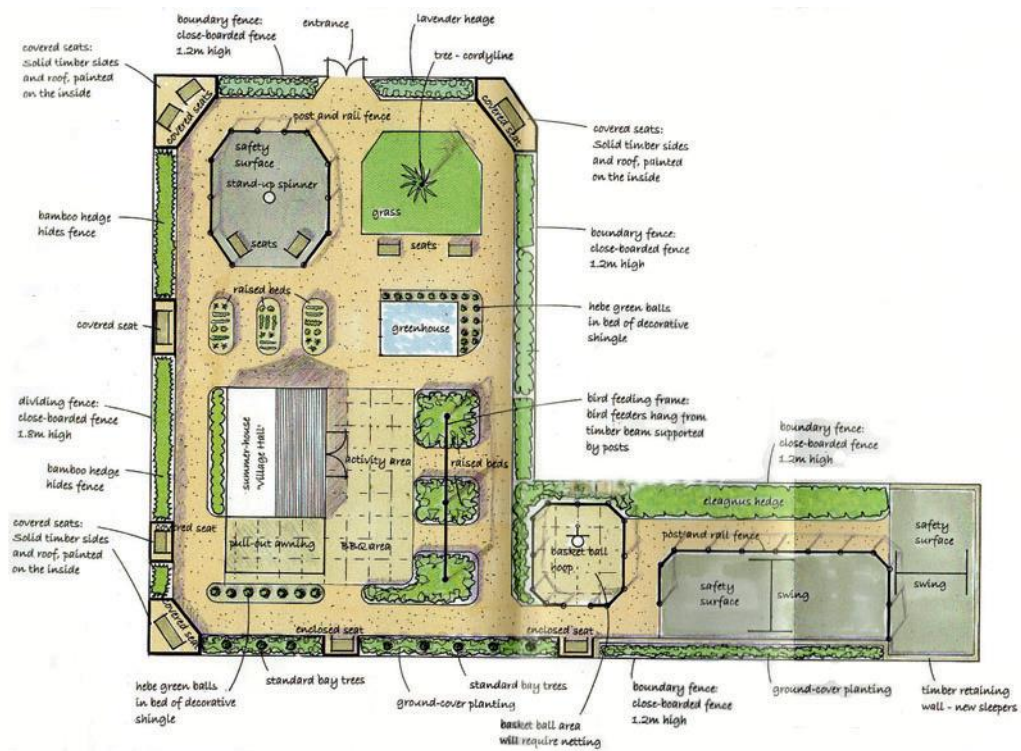 boundary fence:
close-boarded fence
1.2m high
entrance
lavender hedge
tree - cordyline
covered seats:
Solid timber sides
and roof, painted
on the inside
covered seats
post and rail fence
covered seat
covered seats:
Solid timber sides
and roof, painted
on the inside
safety
surface
stand-up spinner
seats
grass
seats
bamboo hedge
hides fence
boundary fence:
close-boarded fence
1.2m high
raised beds
greenhouse
hebe green balls
in bed of decorative
shingle
covered seat
dividing fence:
close-boarded fence
1.8m high
summer-house
'Village Hall'
activity area
raised beds
bird feeding frame:
bird feeders hang from
timber beam supported
by posts
boundary fence:
close-boarded fence
1.2m high
bamboo hedge
hides fence
eleagnus hedge
covered seats:
Solid timber sides
and roof, painted
on the inside
covered seat
pull-out awning
BBQ area
basket ball
hoop
post and rail fence
safety
surface
swing
safety
surface
swing
covered seat
enclosed seat
enclosed seat
hebe green balls
in bed of decorative
shingle
standard bay trees
ground-cover planting
standard bay trees
basket ball area
will require netting
boundary fence:
close-boarded fence
1.2m high
ground-cover planting
timber retaining
wall - new sleepers